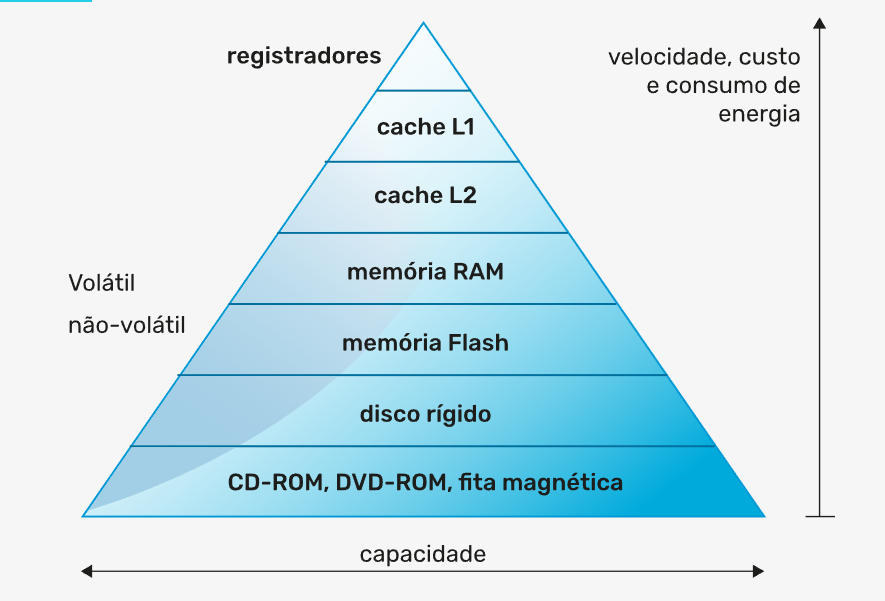 registradores
velocidade, custo
e consumo de
energia
cache L1
cache L2
memória RAM
Volátil
não-volátil
memória Flash
disco rígido
CD-ROM, DVD-ROM, fita magnética
capacidade